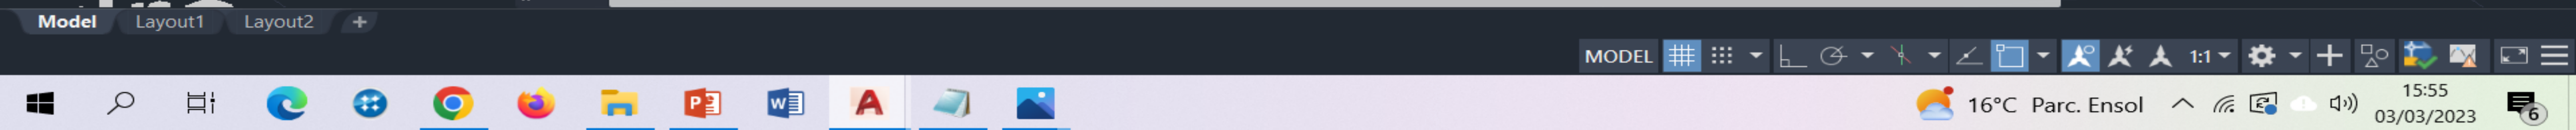 Model Layout1 Layout2 +
MODEL 1:1
16°C Parc. Ensol
15:55
03/03/2023
6